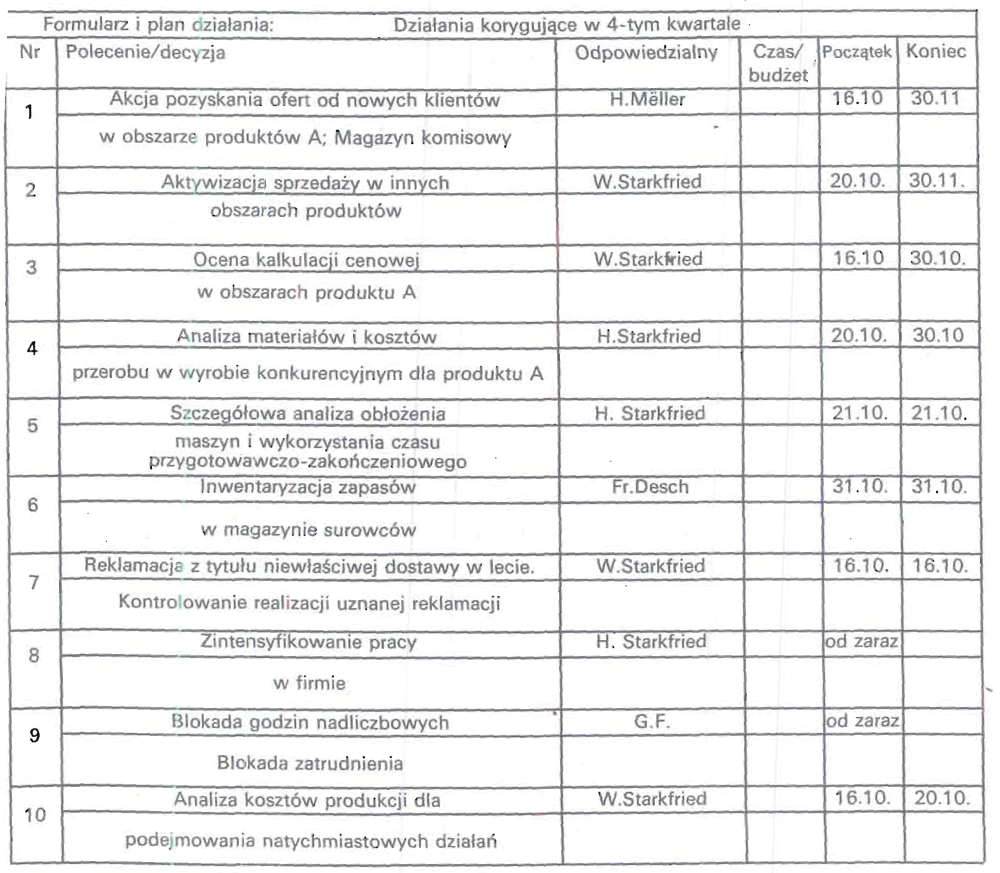 Formularz i plan działania: Działania korygujące w 4-tym kwartale
Nr Polecenie/decyzja Odpowiedzialny Czas/ Początek Koniec
budżet
1 Akcja pozyskania ofert od nowych klientów H.Mëller 16.10 30.11
w obszarze produktów A; Magazyn komisowy
2 Aktywizacja sprzedaży w innych W.Starkfried 20.10. 30.11.
obszarach produktów
3 Ocena kalkulacji cenowej W.Starkfried 16.10 30.10.
w obszarach produktu A
4 Analiza materiałów i kosztów H.Starkfried 20.10. 30.10
przerobu w wyrobie konkurencyjnym dla produktu A
5 Szczegółowa analiza obłożenia H. Starkfried 21.10. 21.10.
maszyn i wykorzystania czasu
przygotowawczo-zakończeniowego
6 Inwentaryzacja zapasów Fr.Desch 31.10. 31.10.
w magazynie surowców
7 Reklamacja z tytułu niewłaściwej dostawy w lecie. W.Starkfried 16.10. 16.10.
Kontrolowanie realizacji uznanej reklamacji
8 Zintensyfikowanie pracy H. Starkfried od zaraz
w firmie
9 Blokada godzin nadliczbowych G.F. od zaraz
Blokada zatrudnienia
10 Analiza kosztów produkcji dla W.Starkfried 16.10. 20.10.
podejmowania natychmiastowych działań